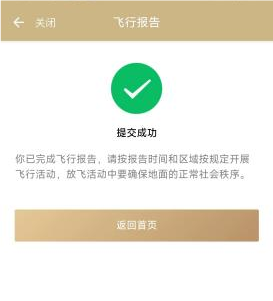 关闭 飞行报告
提交成功
你已完成飞行报告，请按报告时间和区域按规定开展
飞行活动，放飞活动中要确保地面的正常社会秩序。
返回首页